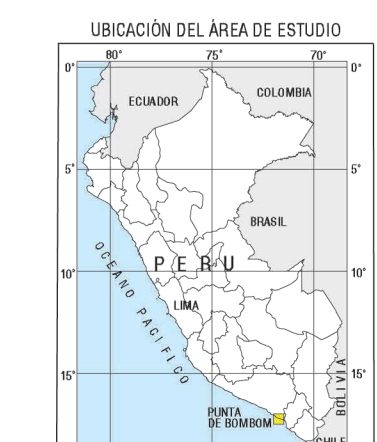 UBICACIÓN DEL ÁREA DE ESTUDIO
80° 75° 70°
0° 0°
ECUADOR
COLOMBIA
5° 5°
BRASIL
OCEANO PACIFICO
PERU
10° 10°
LIMA
BOLIVIA
15° 15°
PUNTA
DE BOMBOM
CHILE